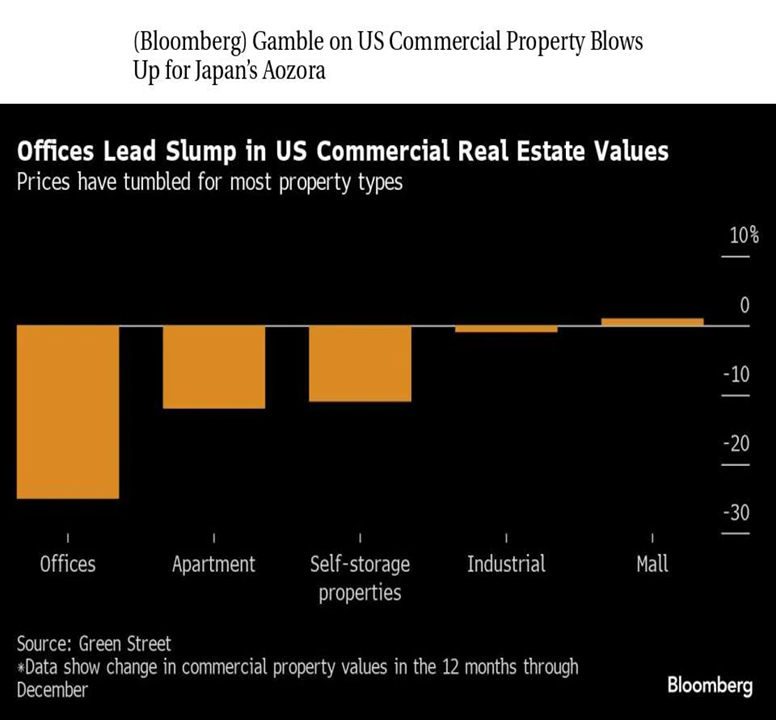 (Bloomberg) Gamble on US Commercial Property Blows
Up for Japan's Aozora
Offices Lead Slump in US Commercial Real Estate Values
Prices have tumbled for most property types
10%
0
-10
-20
-30
Offices
Apartment
Self-storage
properties
Industrial
Mall
Source: Green Street
*Data show change in commercial property values in the 12 months through
December
Bloomberg